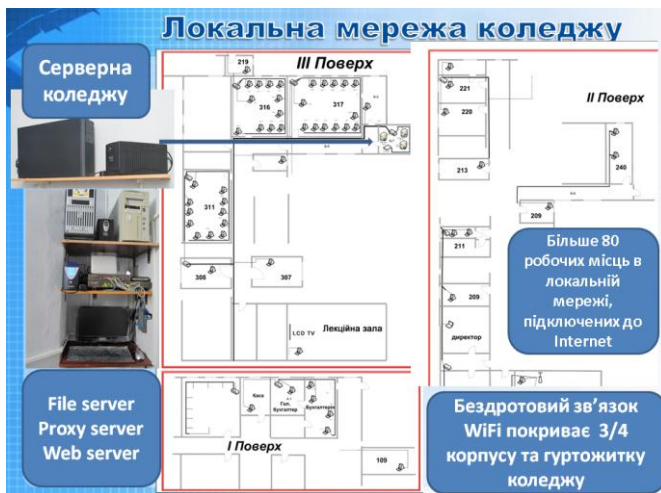 Локальна мережа коледжу
Серверна
коледжу
219
III Поверх
316
317
311
306
307
LCD TV
Лекційна зала
File server
Proxy server
Web server
Каса
Гол.
Бухгалтер
Бухгалтерія
I Поверх
109
II Поверх
221
220
213
240
209
211
209
директор
Більше 80
робочих місць в
локальній
мережі,
підключених до
Internet
Бездротовий зв’язок
WiFi покриває 3/4
корпусу та гуртожитку
коледжу